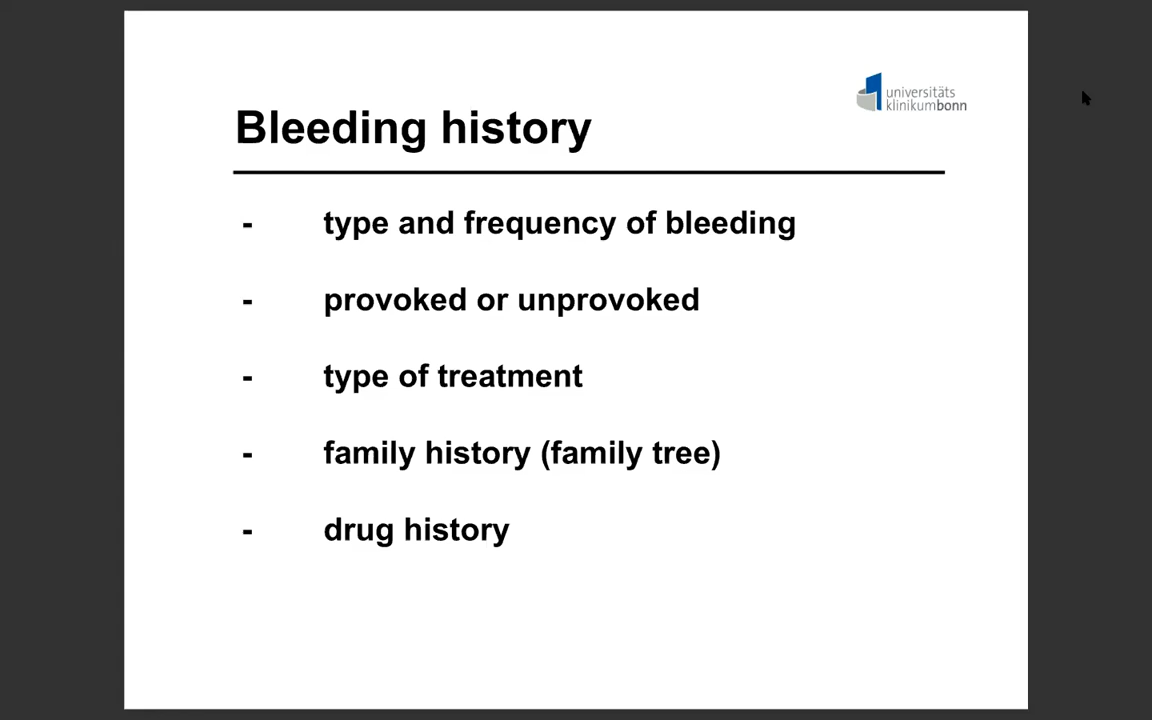 universitäts
klinikumbonn
Bleeding history
- type and frequency of bleeding
- provoked or unprovoked
- type of treatment
- family history (family tree)
- drug history